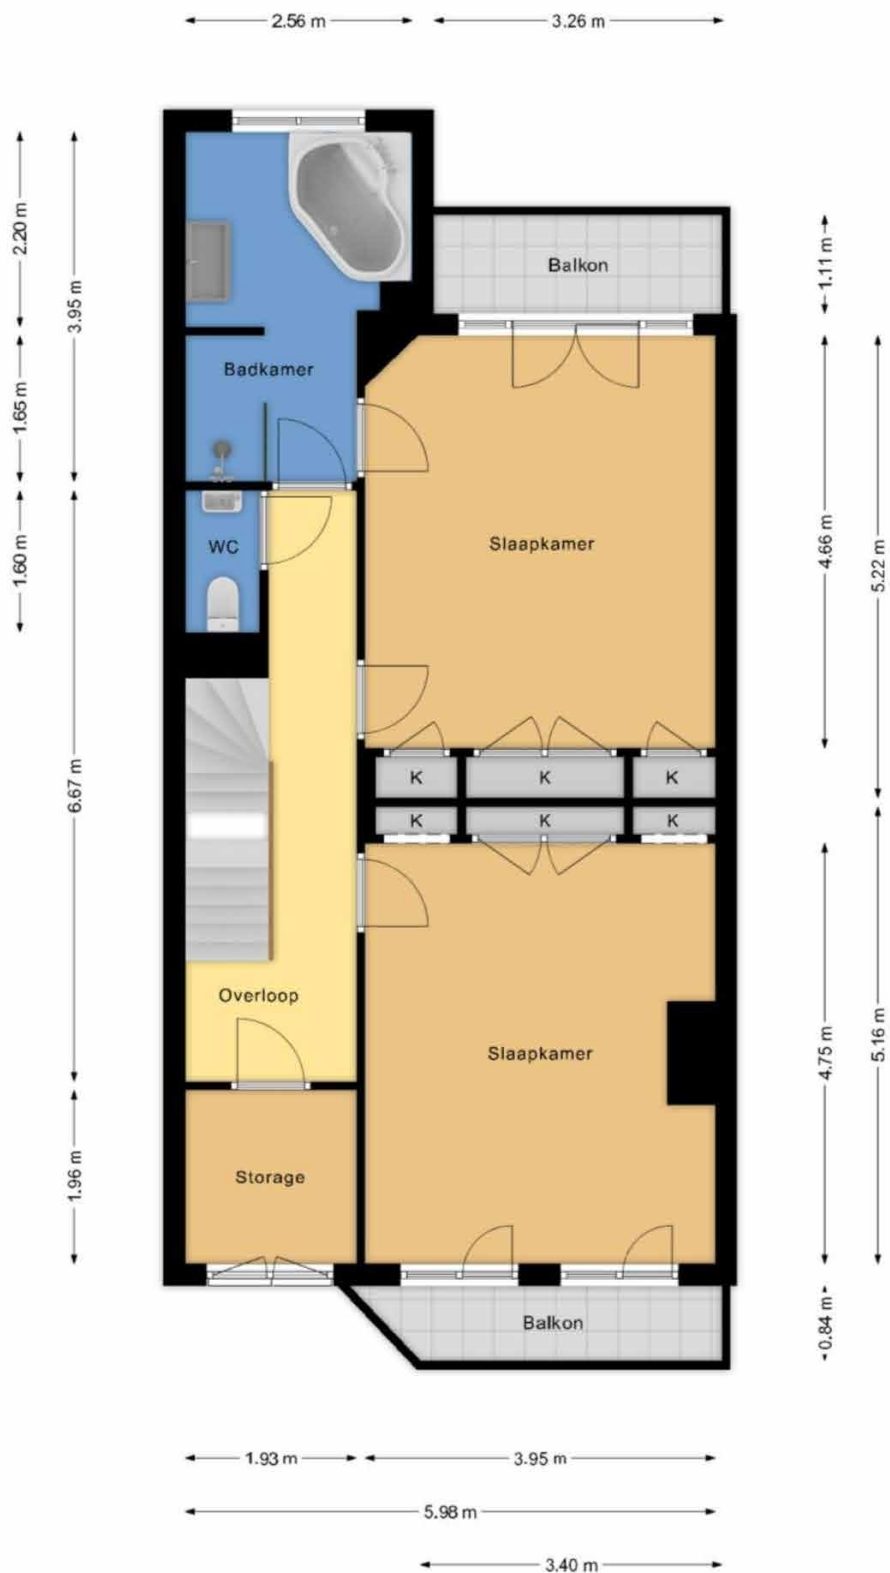 2.56 m
3.26 m
2.20 m
3.95 m
1.11 m
Balkon
Badkamer
1.65 m
Slaapkamer
4.66 m
5.22 m
WC
1.60 m
6.67 m
K
K
K
K
K
K
Overloop
Slaapkamer
4.75 m
5.16 m
Storage
1.96 m
Balkon
0.84 m
1.93 m
3.95 m
5.98 m
3.40 m